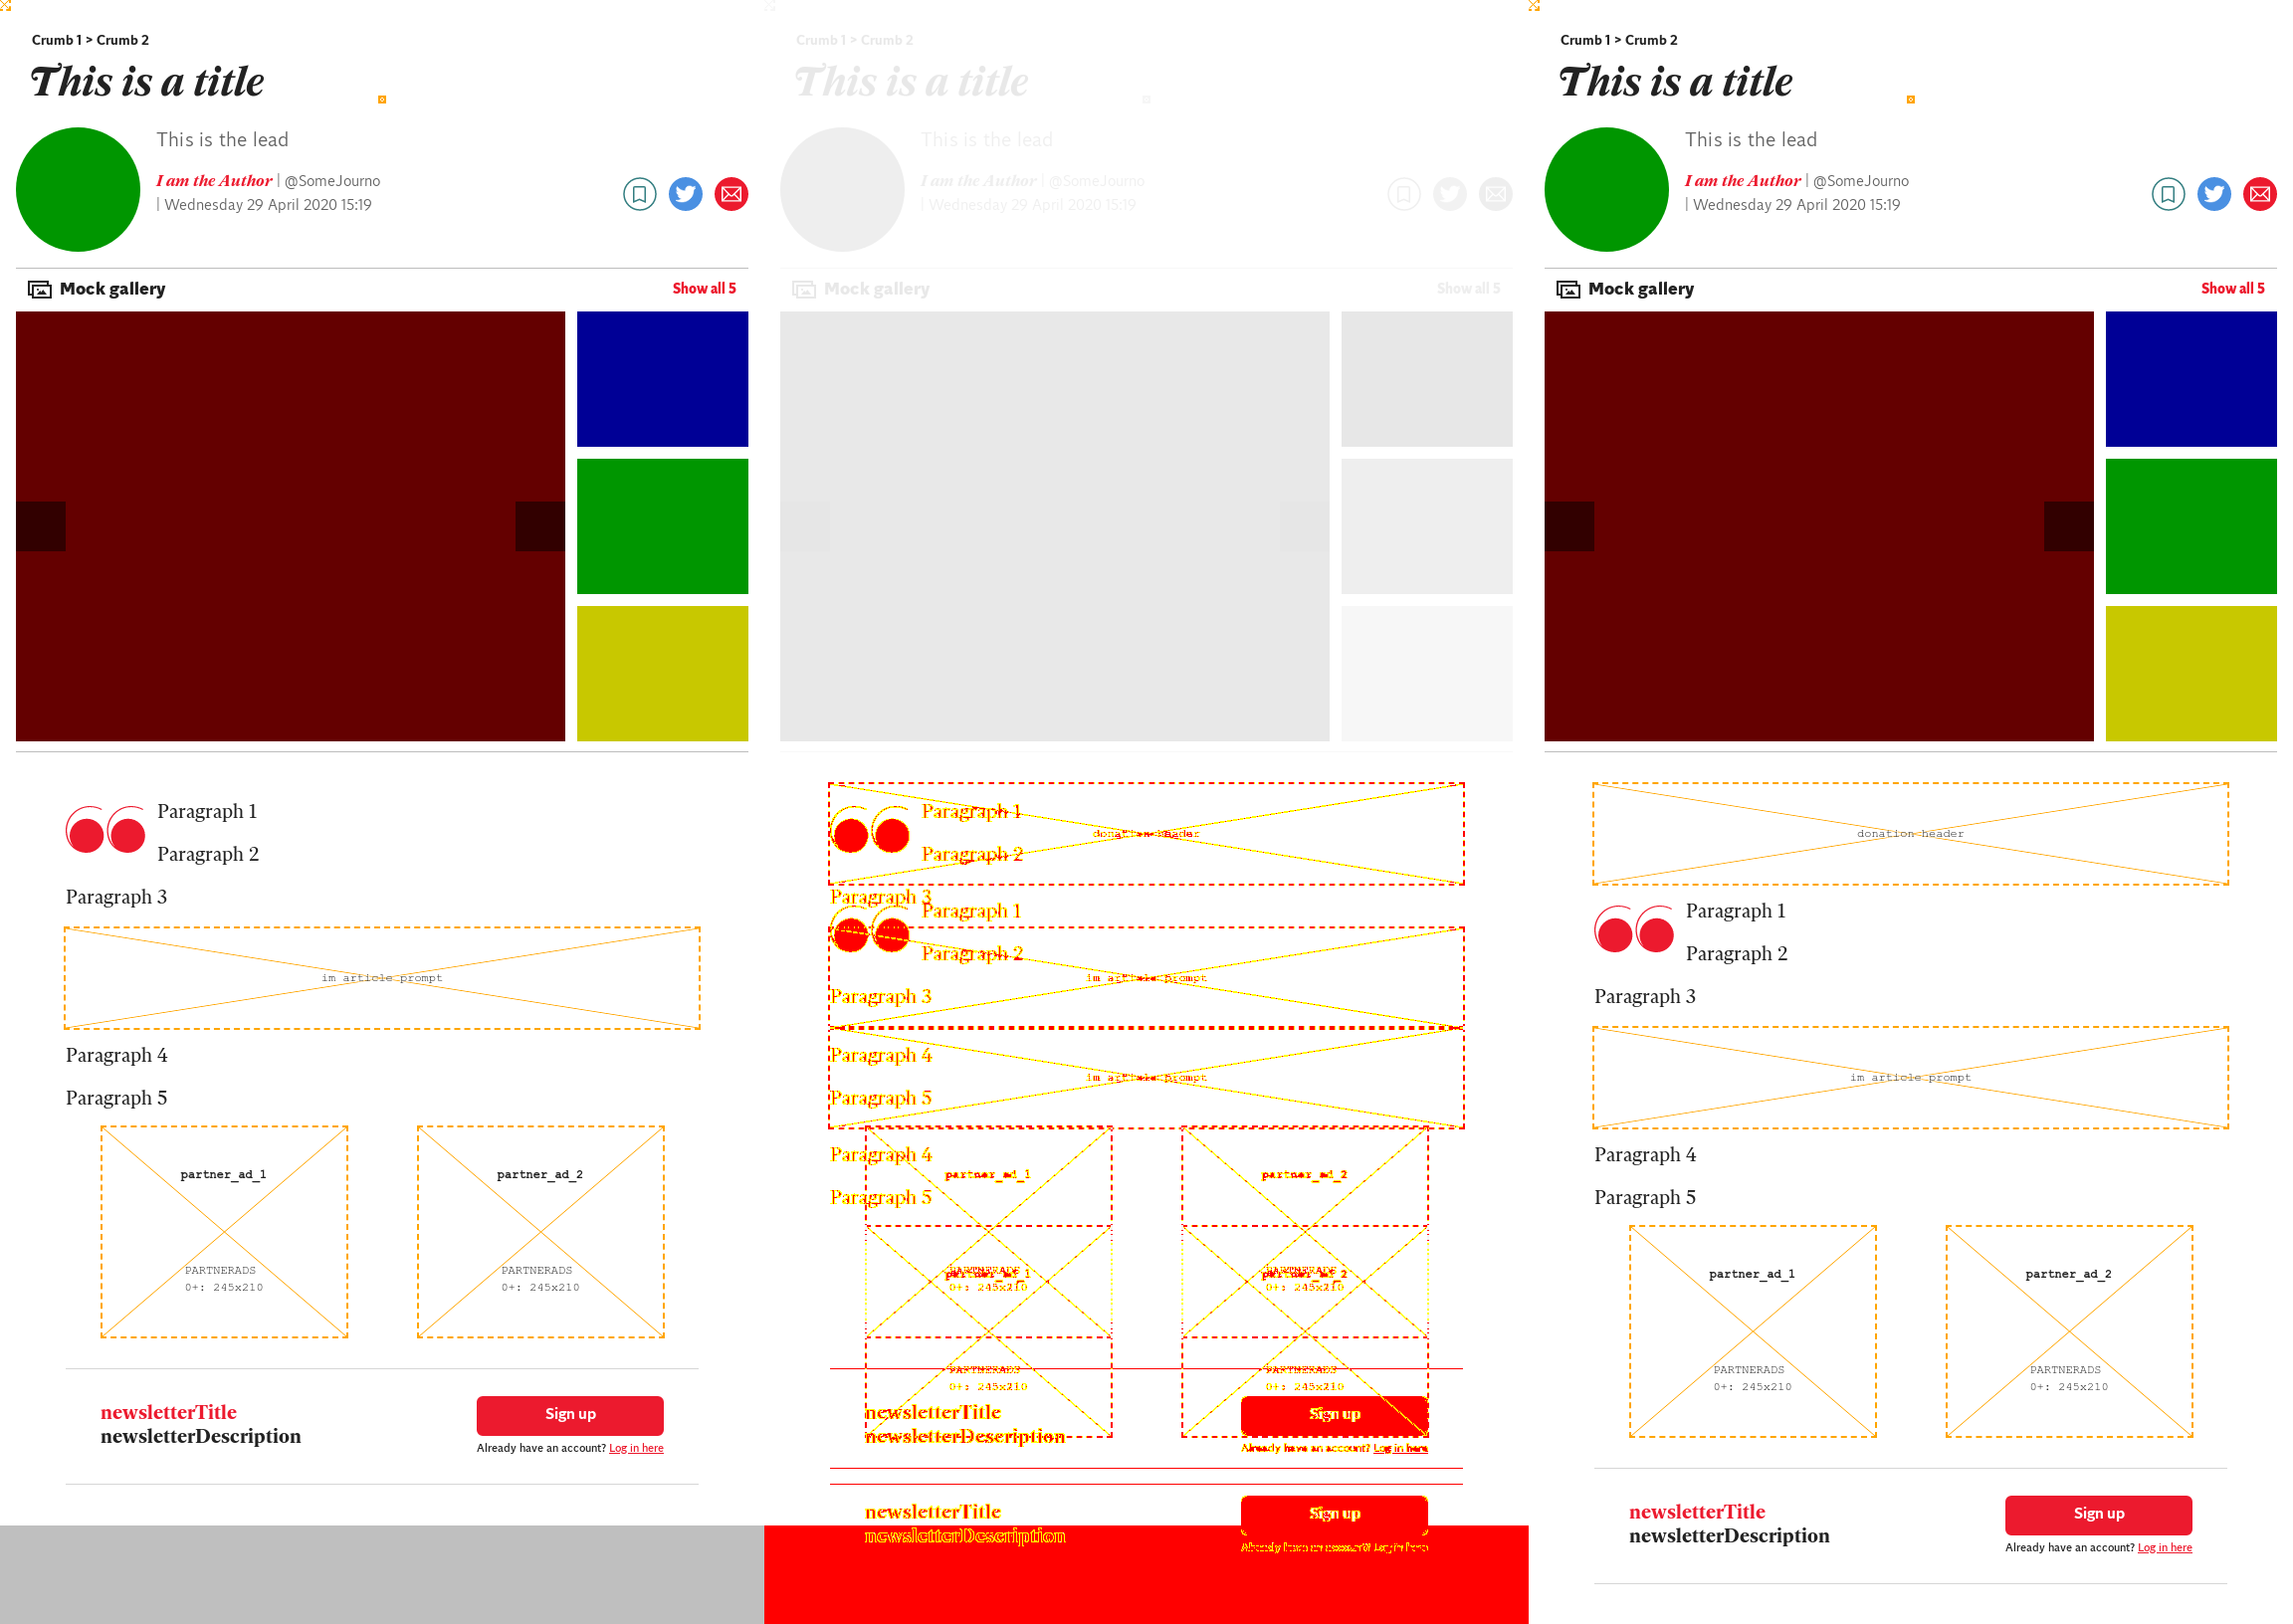 Crumb 1 > Crumb 2
This is a title
This is the lead
I am the Author | @SomeJourno
| Wednesday 29 April 2020 15:19
Mock gallery
Show all 5
Paragraph 1
Paragraph 2
Paragraph 3
im article prompt
Paragraph 4
Paragraph 5
partner_ad_1
PARTNERADS
0+: 245x210
partner_ad_2
PARTNERADS
0+: 245x210
newsletterTitle
newsletterDescription
Sign up
Already have an account? Log in here
Crumb 1 > Crumb 2
This is a title
This is the lead
I am the Author | @SomeJourno
| Wednesday 29 April 2020 15:19
Mock gallery
Show all 5
Paragraph 1
donation header
Paragraph 2
Paragraph 3
Paragraph 1
Paragraph 2
im article prompt
Paragraph 3
Paragraph 4
im article prompt
Paragraph 5
Paragraph 4
partner_ad_1
partner_ad_2
Paragraph 5
partner_ad_1
0+: 245x210
partner_ad_2
0+: 245x210
PARTNERADS
0+: 245x210
PARTNERADS
0+: 245x210
newsletterTitle
newsletterDescription
Sign up
Already have an account? Log in here
newsletterTitle
newsletterDescription
Sign up
Already have an account? Log in here
Crumb 1 > Crumb 2
This is a title
This is the lead
I am the Author | @SomeJourno
| Wednesday 29 April 2020 15:19
Mock gallery
Show all 5
donation header
Paragraph 1
Paragraph 2
Paragraph 3
im article prompt
Paragraph 4
Paragraph 5
partner_ad_1
PARTNERADS
0+: 245x210
partner_ad_2
PARTNERADS
0+: 245x210
newsletterTitle
newsletterDescription
Sign up
Already have an account? Log in here